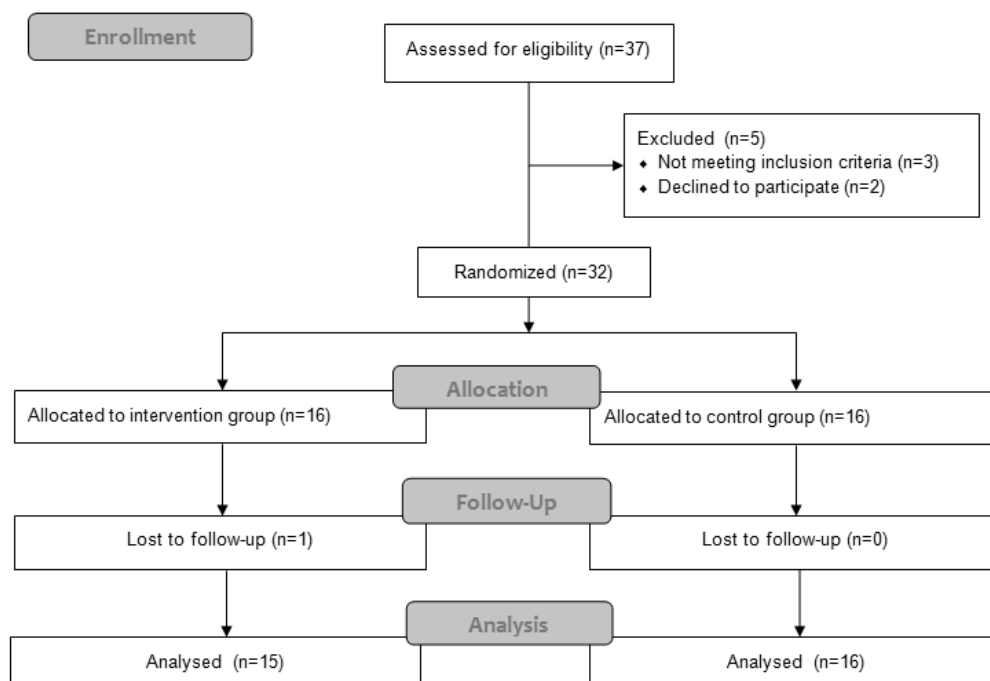 Enrollment
Assessed for eligibility (n=37)
Excluded (n=5)
♦ Not meeting inclusion criteria (n=3)
♦ Declined to participate (n=2)
Randomized (n=32)
Allocation
Allocated to intervention group (n=16)
Allocated to control group (n=16)
Follow-Up
Lost to follow-up (n=1)
Lost to follow-up (n=0)
Analysis
Analysed (n=15)
Analysed (n=16)